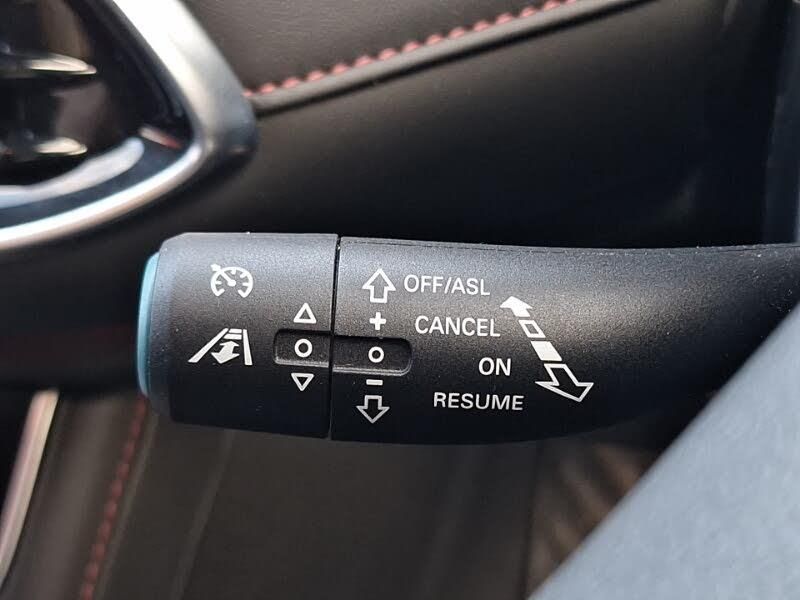 OFF/ASL
+
CANCEL
ON
−
RESUME